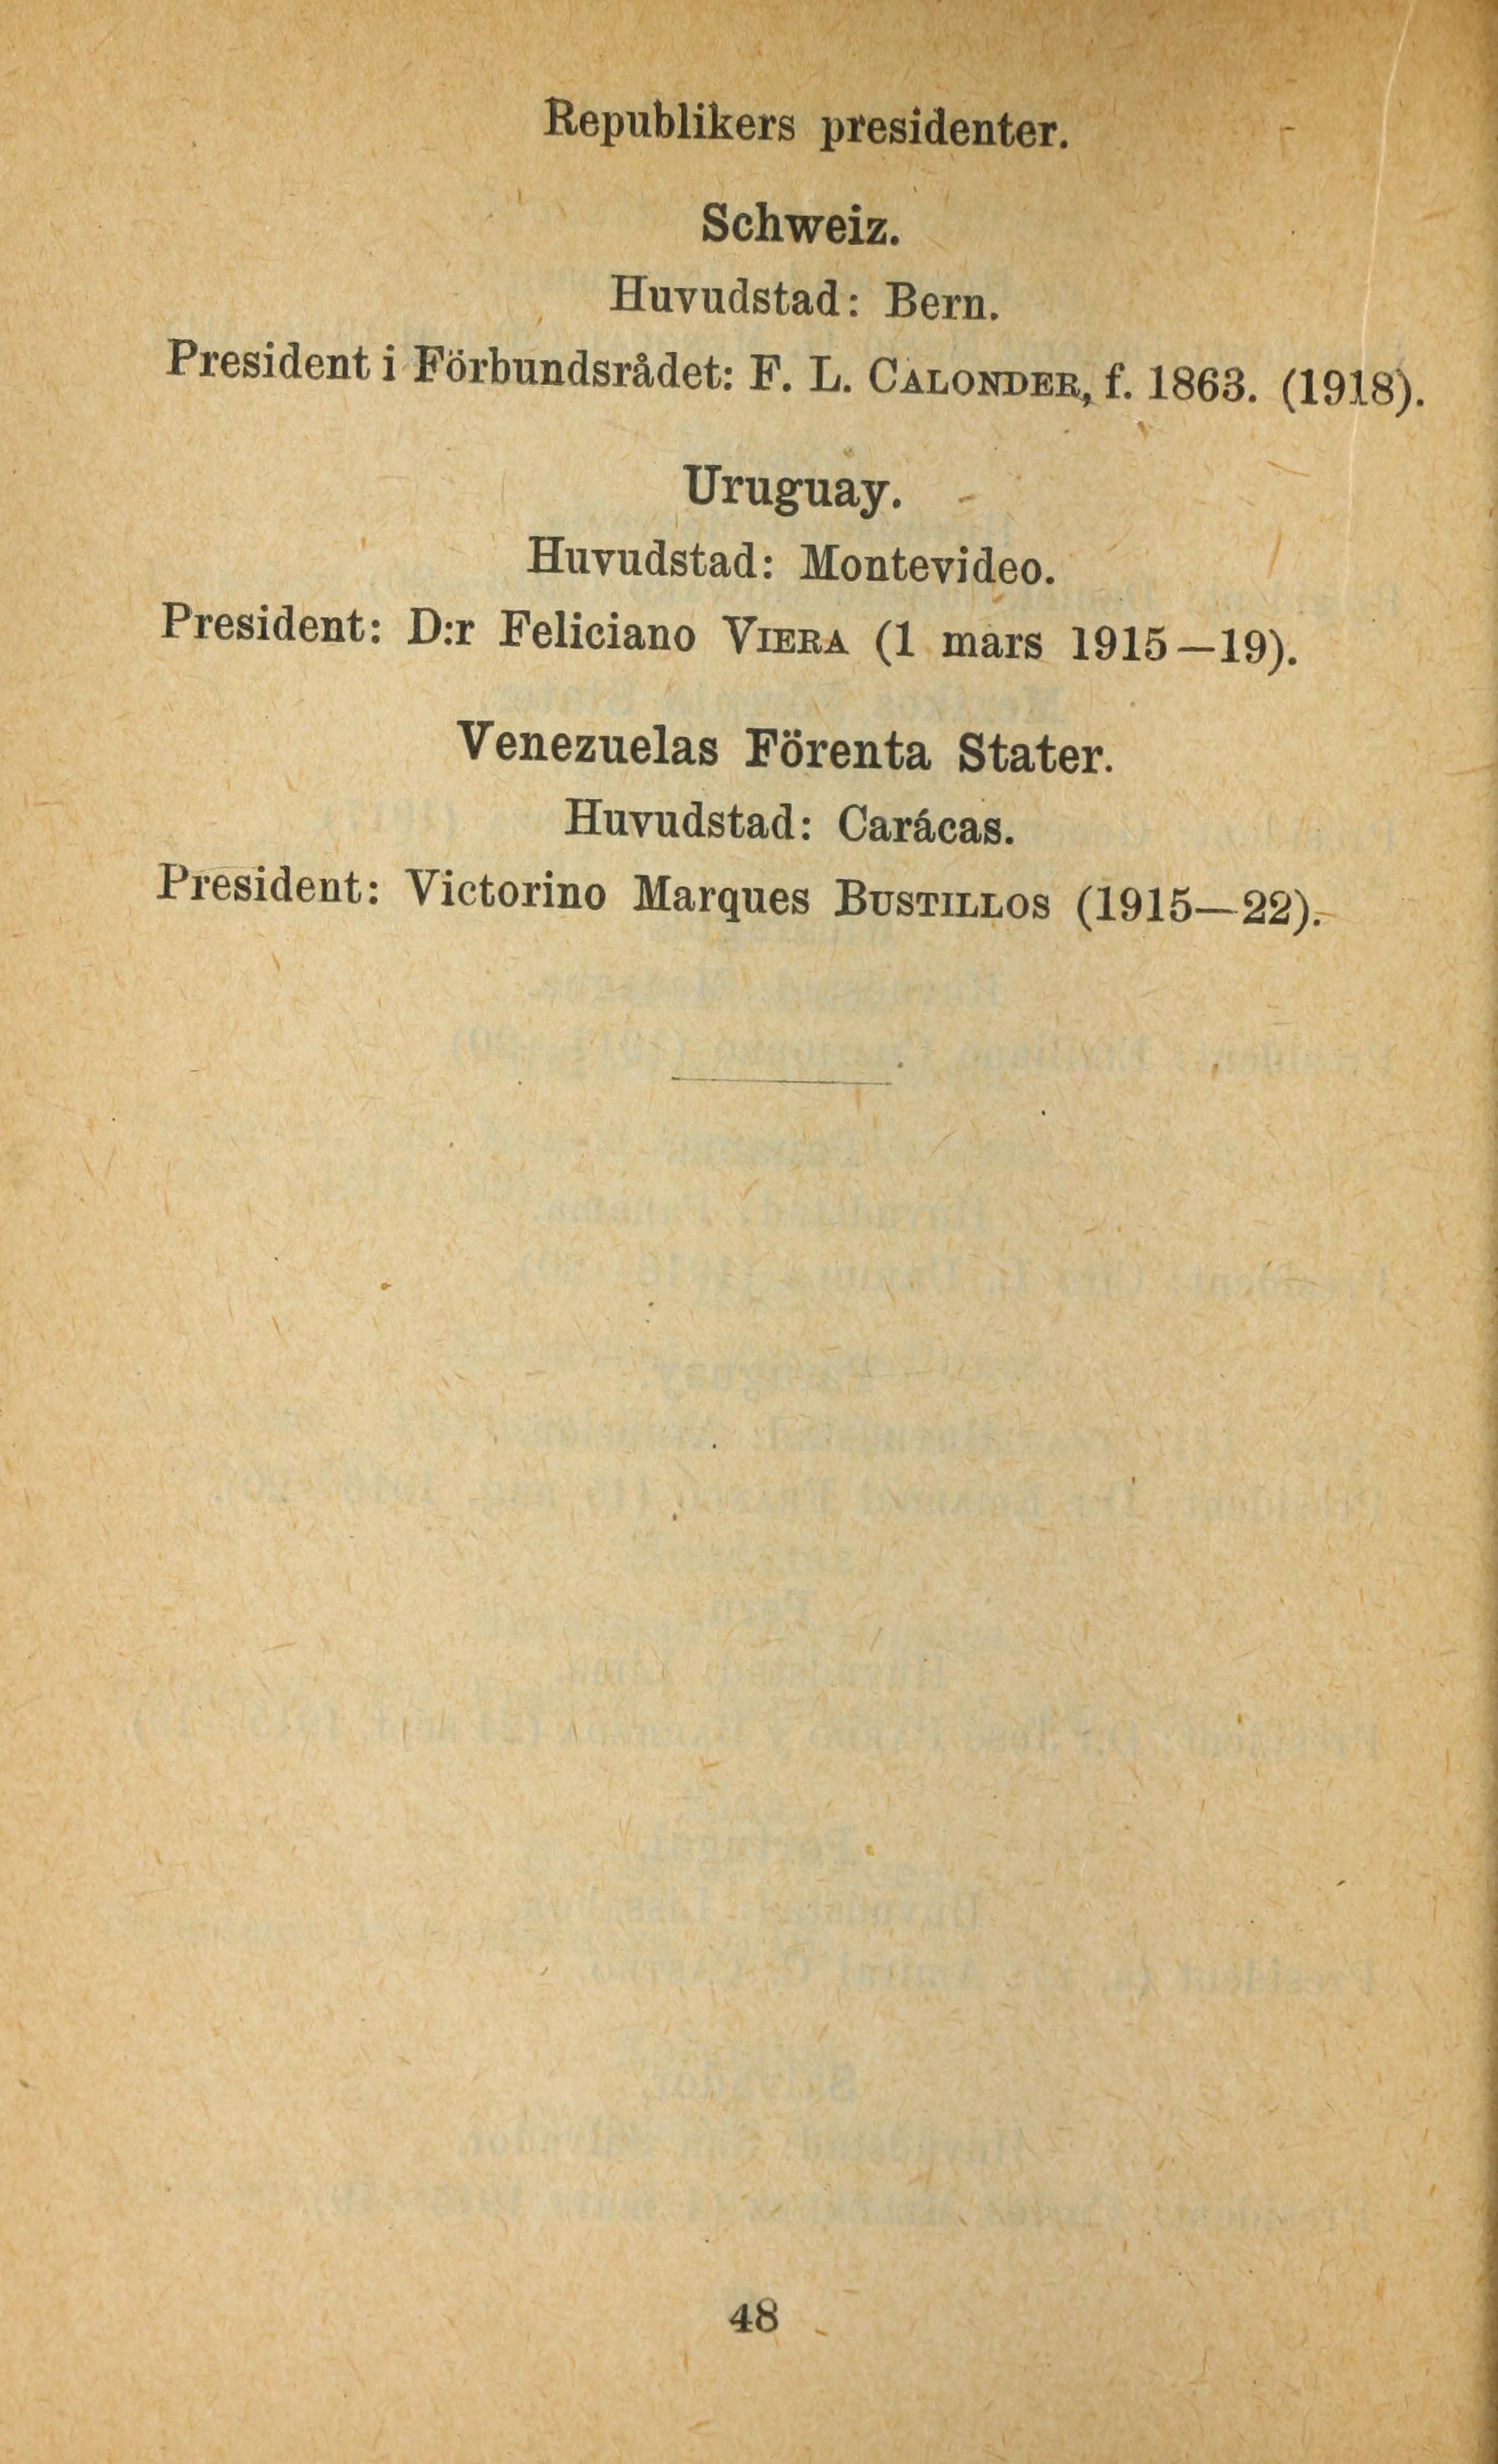 Republikers presidenter.
Schweiz.
Huvudstad: Bern.
President i Förbundsrådet: F. L. CALONDER, f. 1863. (1918).
Uruguay.
Huvudstad: Montevideo.
President: D:r Feliciano VIERA (1 mars 1915—19).
Venezuelas Förenta Stater.
Huvudstad: Carácas.
President: Victorino Marques BUSTILLOS (1915—22).
48